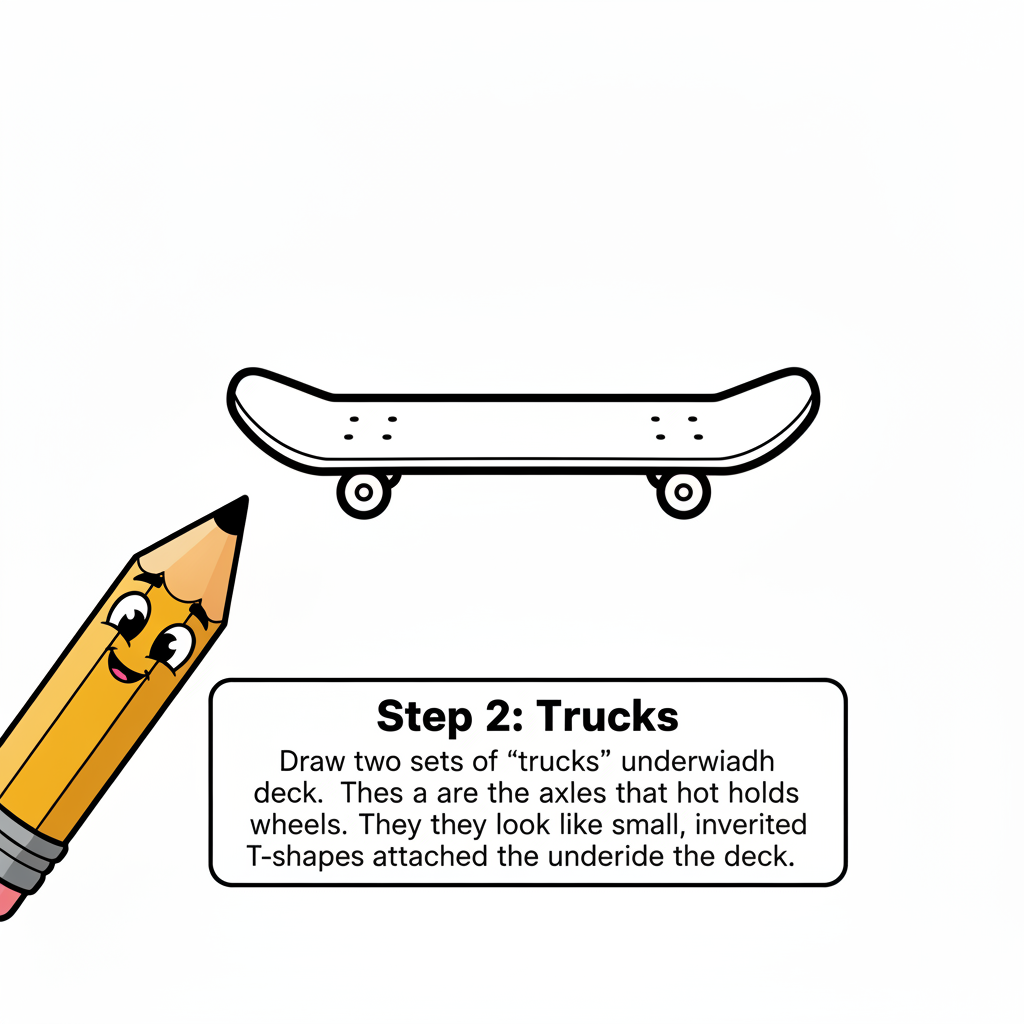 Step 2: Trucks
Draw two sets of “trucks” underwiadh
deck. Thes a are the axles that hot holds
wheels. They they look like small, inverited
T-shapes attached the underide the deck.